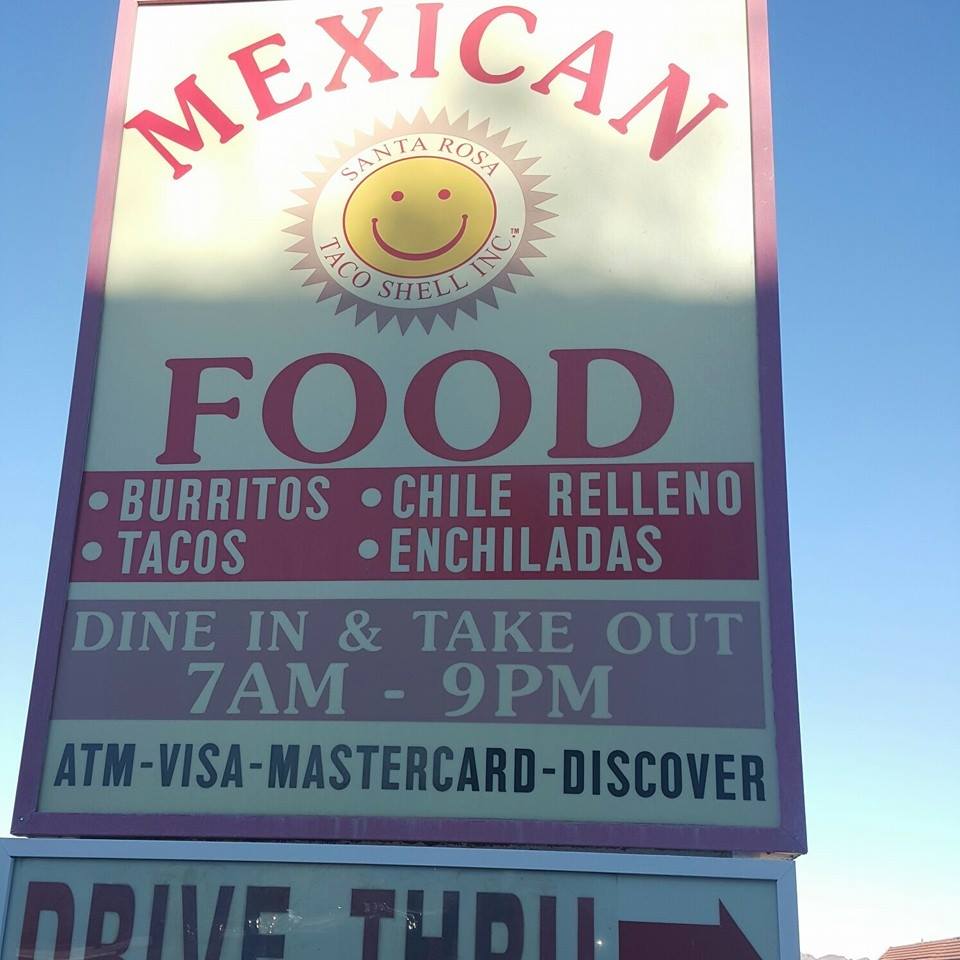 MEXICAN
SANTA ROSA
TACO SHELL INC.™
FOOD
• BURRITOS • CHILE RELLENO
• TACOS • ENCHILADAS
DINE IN & TAKE OUT
7AM - 9PM
ATM-VISA-MASTERCARD-DISCOVER
DRIVE THRU